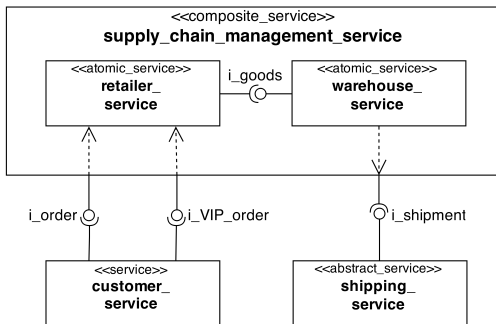 <<composite_service>>
supply_chain_management_service
<<atomic_service>>
retailer_
service
i_goods
<<atomic_service>>
warehouse_
service
i_order
i_VIP_order
i_shipment
<<service>>
customer_
service
<<abstract_service>>
shipping_
service